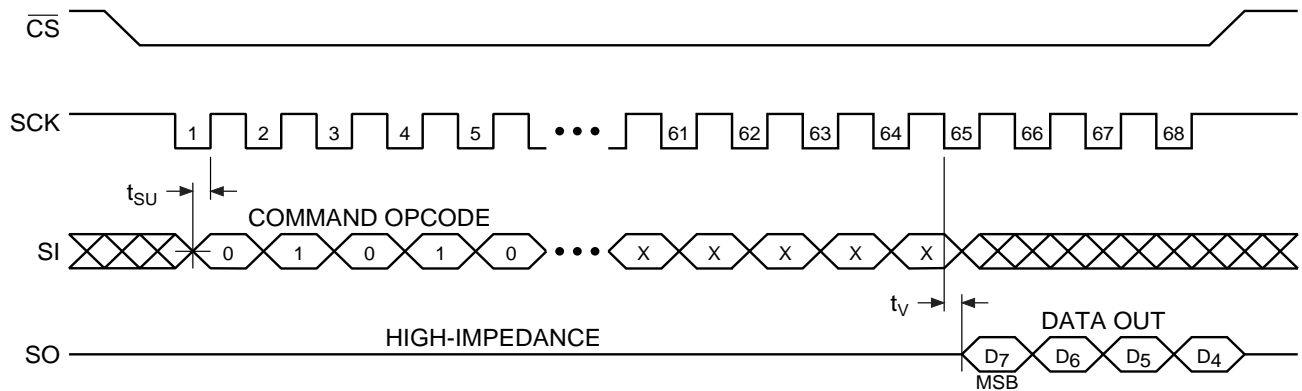 CS
SCK 1 2 3 4 5 ••• 61 62 63 64 65 66 67 68
tSU
COMMAND OPCODE
SI 0 1 0 1 0 ••• X X X X X
tV
HIGH-IMPEDANCE
DATA OUT
SO D7 D6 D5 D4
MSB